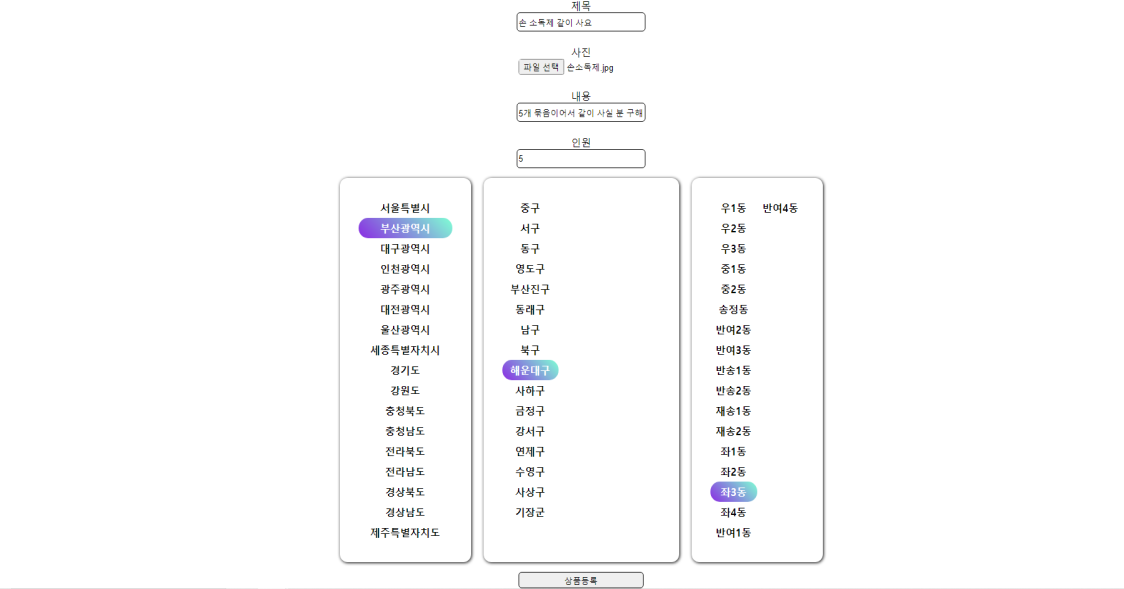 제목
손 소독제 같이 사요
사진
파일 선택 손소독제.jpg
내용
5개 묶음이어서 같이 사실 분 구해
인원
5
서울특별시
부산광역시
대구광역시
인천광역시
광주광역시
대전광역시
울산광역시
세종특별자치시
경기도
강원도
충청북도
충청남도
전라북도
전라남도
경상북도
경상남도
제주특별자치도
중구
서구
동구
영도구
부산진구
동래구
남구
북구
해운대구
사하구
금정구
강서구
연제구
수영구
사상구
기장군
우1동
우2동
우3동
중1동
중2동
송정동
반여2동
반여3동
반송1동
반송2동
재송1동
재송2동
좌1동
좌2동
좌3동
좌4동
반여1동
반여4동
상품등록